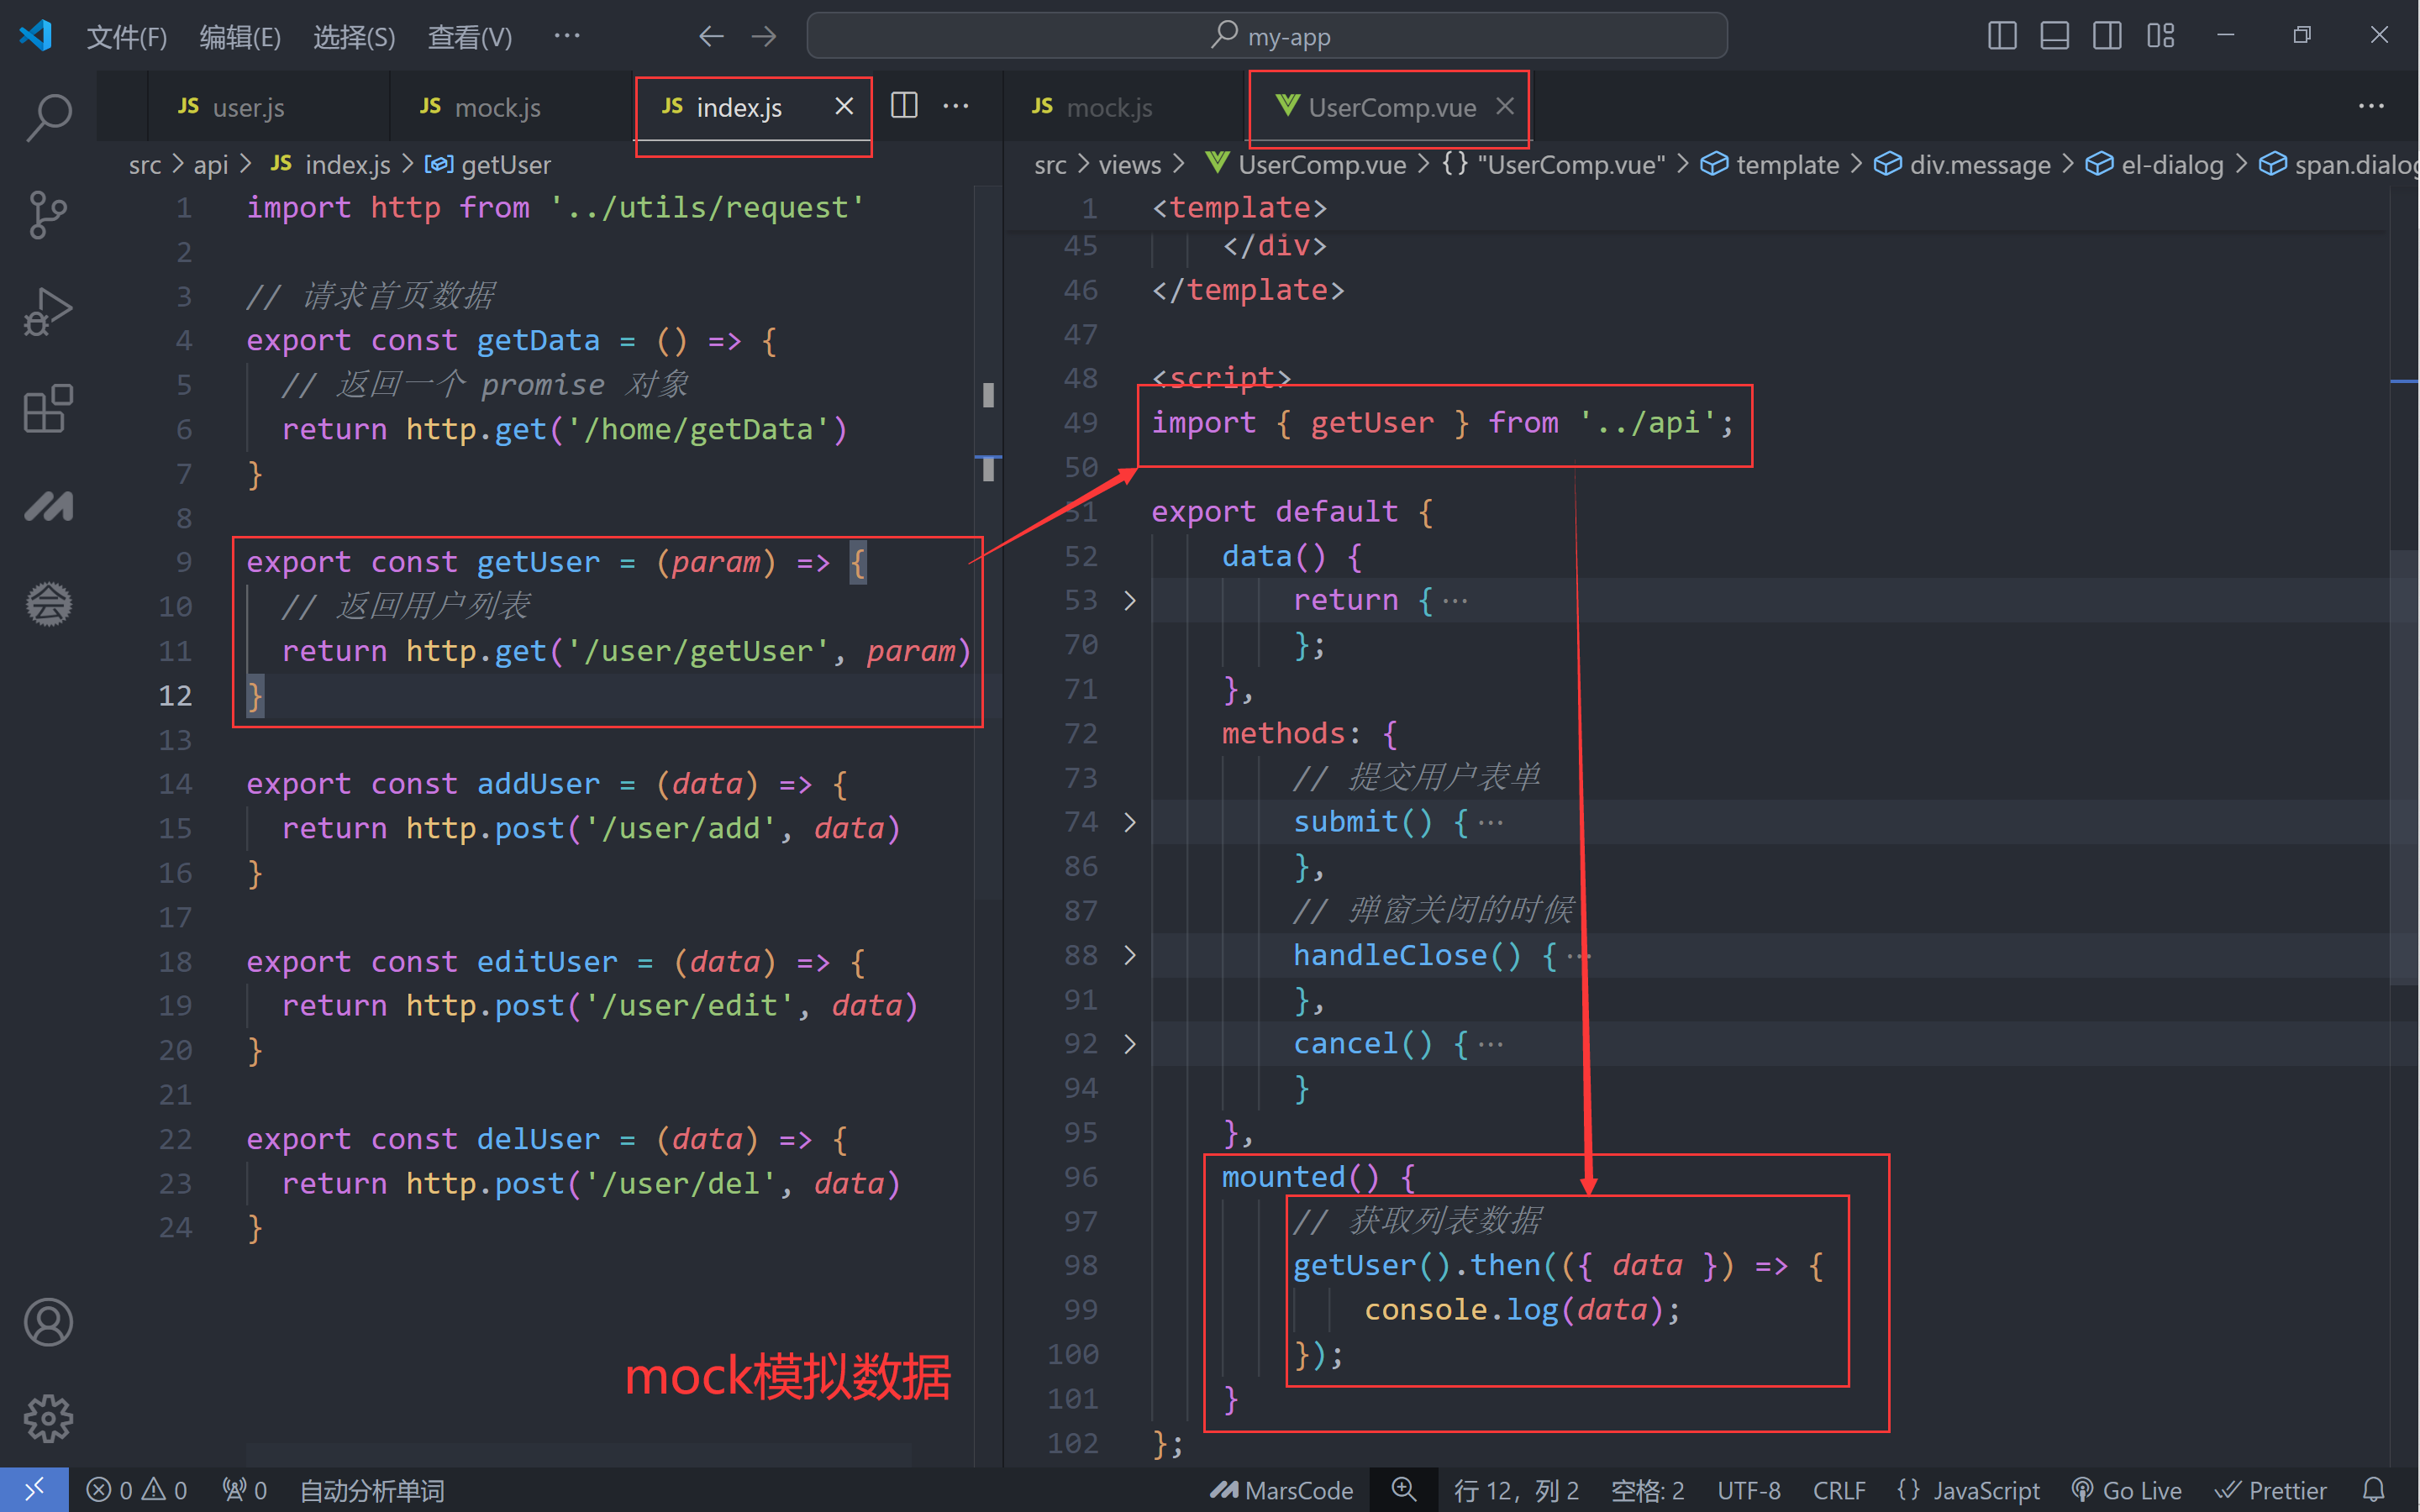 文件(F) 编辑(E) 选择(S) 查看(V) ··· my-app
JS user.js JS mock.js JS index.js
src > api > JS index.js > getUser
1 import http from '../utils/request'
2
3 // 请求首页数据
4 export const getData = () => {
5 // 返回一个 promise 对象
6 return http.get('/home/getData')
7 }
8
9 export const getUser = (param) => {
10 // 返回用户列表
11 return http.get('/user/getUser', param)
12 }
13
14 export const addUser = (data) => {
15 return http.post('/user/add', data)
16 }
17
18 export const editUser = (data) => {
19 return http.post('/user/edit', data)
20 }
21
22 export const delUser = (data) => {
23 return http.post('/user/del', data)
24 }
mock模拟数据
JS mock.js UserComp.vue
src > views > UserComp.vue > {} "UserComp.vue" > template > div.message > el-dialog > span.dialog
1 <template>
45 </div>
46 </template>
47
48 <script>
49 import { getUser } from '../api';
50
51 export default {
52 data() {
53 return { ···
70 };
71 },
72 methods: {
73 // 提交用户表单
74 submit() { ···
86 },
87 // 弹窗关闭的时候
88 handleClose() { ···
91 },
92 cancel() { ···
94 }
95 },
96 mounted() {
97 // 获取列表数据
98 getUser().then(({ data }) => {
99 console.log(data);
100 });
101 }
102 };
0 0 0 自动分析单词 MarsCode 行 12，列 2 空格: 2 UTF-8 CRLF {} JavaScript Go Live Prettier